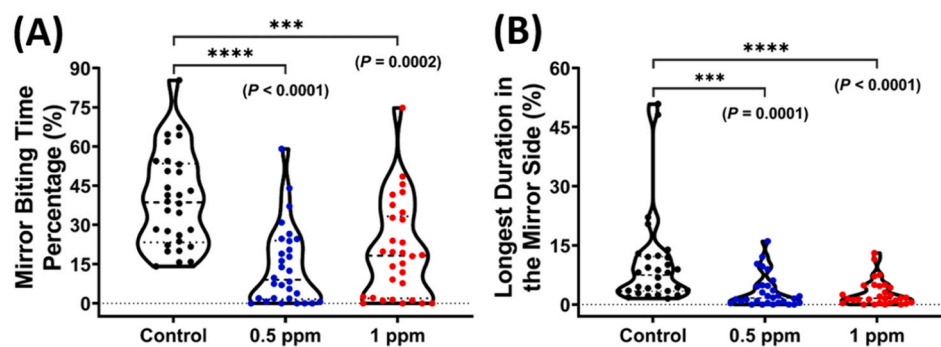 (A)
Mirror Biting Time
Percentage (%)
90
75
60
45
30
15
0
***
****
(P < 0.0001)
(P = 0.0002)
Control
0.5 ppm
1 ppm
(B)
Longest Duration in
the Mirror Side (%)
60
45
30
15
0
****
***
(P = 0.0001)
(P < 0.0001)
Control
0.5 ppm
1 ppm